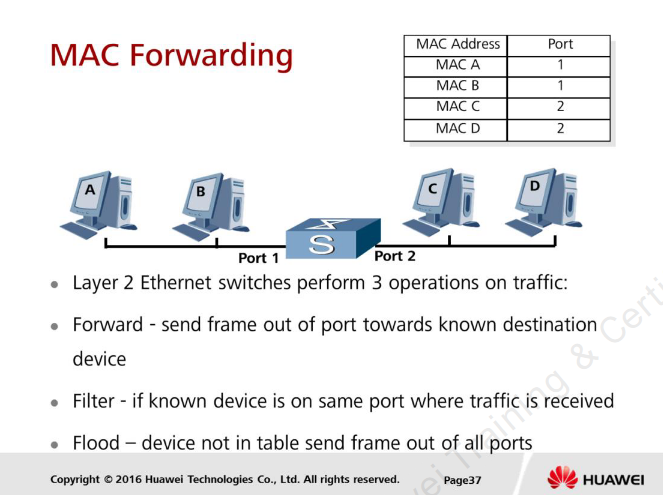 MAC Forwarding
MAC Address Port
MAC A 1
MAC B 1
MAC C 2
MAC D 2
A B C D
S
Port 1 Port 2
Layer 2 Ethernet switches perform 3 operations on traffic:
Forward - send frame out of port towards known destination
device
Filter - if known device is on same port where traffic is received
Flood – device not in table send frame out of all ports
Copyright © 2016 Huawei Technologies Co., Ltd. All rights reserved. Page37 HUAWEI
ei Training & Certi